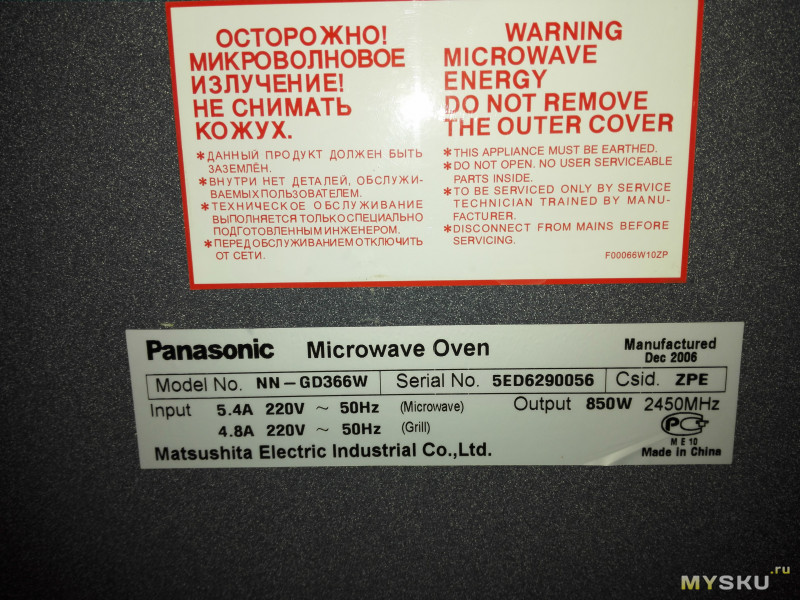 ОСТОРОЖНО!
МИКРОВОЛНОВОЕ
ИЗЛУЧЕНИЕ!
НЕ СНИМАТЬ
КОЖУХ.
*ДАННЫЙ ПРОДУКТ ДОЛЖЕН БЫТЬ
ЗАЗЕМЛЁН.
*ВНУТРИ НЕТ ДЕТАЛЕЙ, ОБСЛУЖИ-
ВАЕМЫХ ПОЛЬЗОВАТЕЛЕМ.
*ТЕХНИЧЕСКОЕ ОБСЛУЖИВАНИЕ
ВЫПОЛНЯЕТСЯ ТОЛЬКО СПЕЦИАЛЬНО
ПОДГОТОВЛЕННЫМ ИНЖЕНЕРОМ.
*ПЕРЕД ОБСЛУЖИВАНИЕМ ОТКЛЮЧИТЬ
ОТ СЕТИ.
WARNING
MICROWAVE
ENERGY
DO NOT REMOVE
THE OUTER COVER
*THIS APPLIANCE MUST BE EARTHED.
*DO NOT OPEN. NO USER SERVICEABLE
PARTS INSIDE.
*TO BE SERVICED ONLY BY SERVICE
TECHNICIAN TRAINED BY MANU-
FACTURER.
*DISCONNECT FROM MAINS BEFORE
SERVICING.
F00066W10ZP
Panasonic Microwave Oven Manufactured
Dec 2006
Model No. NN-GD366W Serial No. 5ED6290056 Csid. ZPE
Input 5.4A 220V ~ 50Hz (Microwave) Output 850W 2450MHz
4.8A 220V ~ 50Hz (Grill)
РСТ
ME10
Matsushita Electric Industrial Co.,Ltd. Made in China
MYSKU.ru